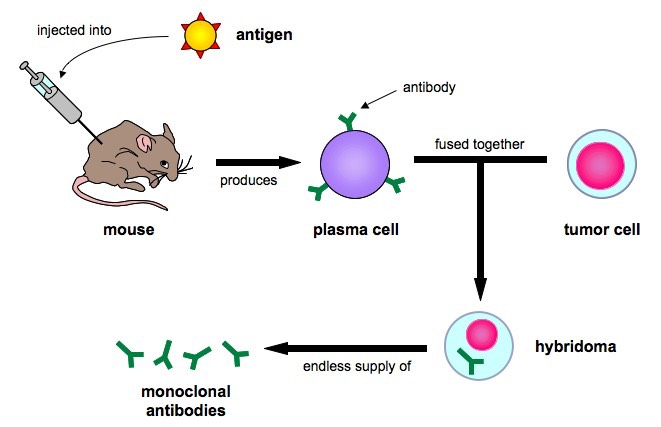 injected into
antigen
antibody
fused together
produces
mouse
plasma cell
tumor cell
hybridoma
endless supply of
monoclonal
antibodies